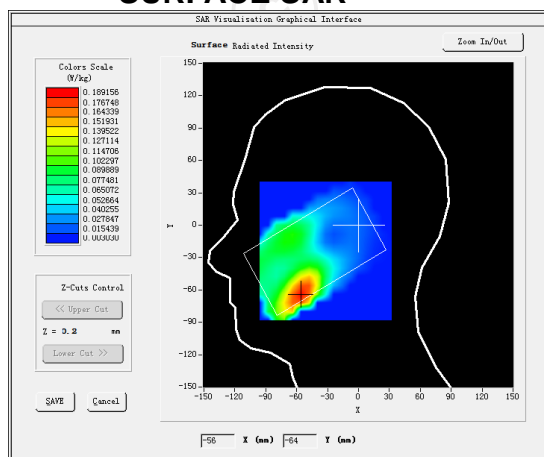 SURFACE SAR
SAR Visualisation Graphical Interface
Surface Radiated Intensity
Zoom In/Out
Colors Scale
(W/kg)
0.189156
0.176748
0.164339
0.151931
0.139522
0.127114
0.114706
0.102297
0.089889
0.077481
0.065072
0.052664
0.040255
0.027847
0.015439
0.003030
150
120
90
60
30
0
-30
-60
-90
-120
-150
Y
-150 -120 -90 -60 -30 0 30 60 90 120 150
X
Z-Cuts Control
<< Upper Cut
Z = 0.2 mm
Lower Cut >>
SAVE Cancel
-56 X (mm) -64 Y (mm)